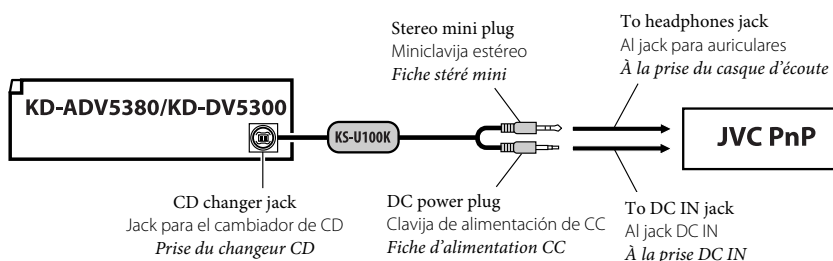 Stereo mini plug
Miniclavija estéreo
Fiche stéré mini
To headphones jack
Al jack para auriculares
À la prise du casque d'écoute
KD-ADV5380/KD-DV5300
KS-U100K
JVC PnP
CD changer jack
Jack para el cambiador de CD
Prise du changeur CD
DC power plug
Clavija de alimentación de CC
Fiche d'alimentation CC
To DC IN jack
Al jack DC IN
À la prise DC IN